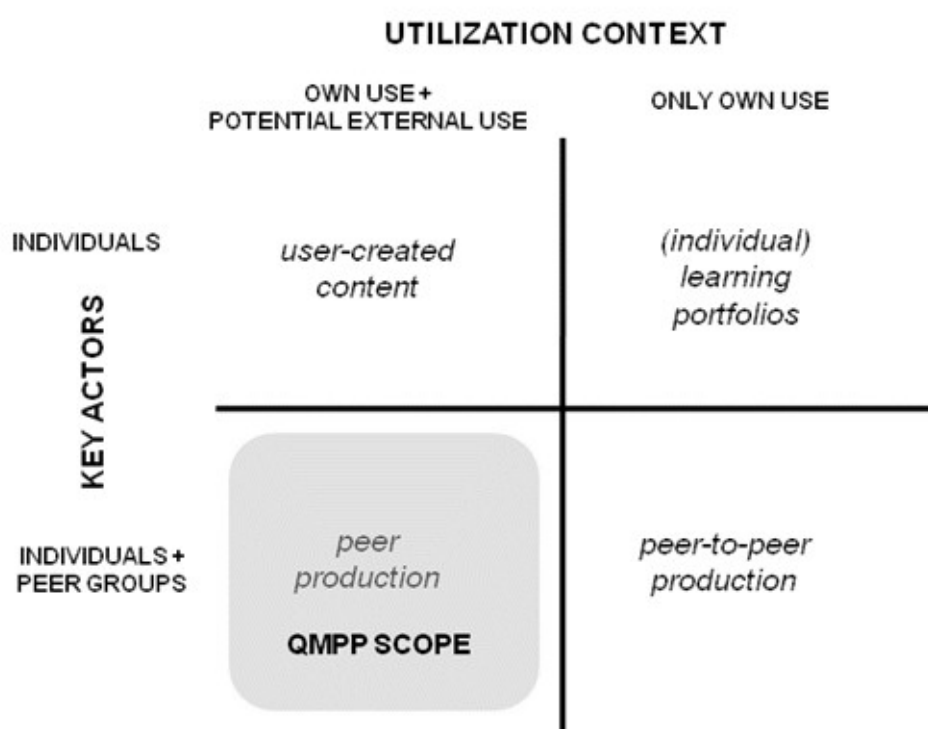 UTILIZATION CONTEXT
OWN USE +
POTENTIAL EXTERNAL USE
ONLY OWN USE
INDIVIDUALS
user-created
content
(individual)
learning
portfolios
KEY ACTORS
INDIVIDUALS +
PEER GROUPS
peer
production
QMPP SCOPE
peer-to-peer
production